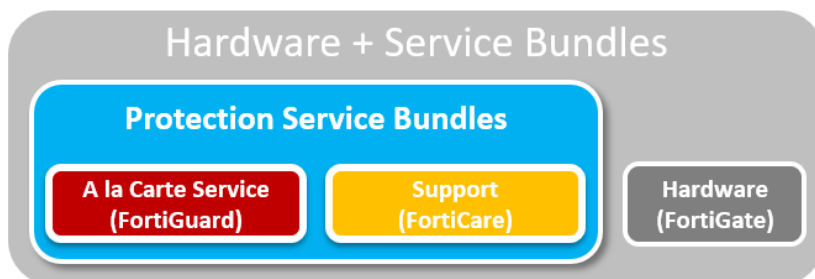 Hardware + Service Bundles
Protection Service Bundles
A la Carte Service
(FortiGuard)
Support
(FortiCare)
Hardware
(FortiGate)